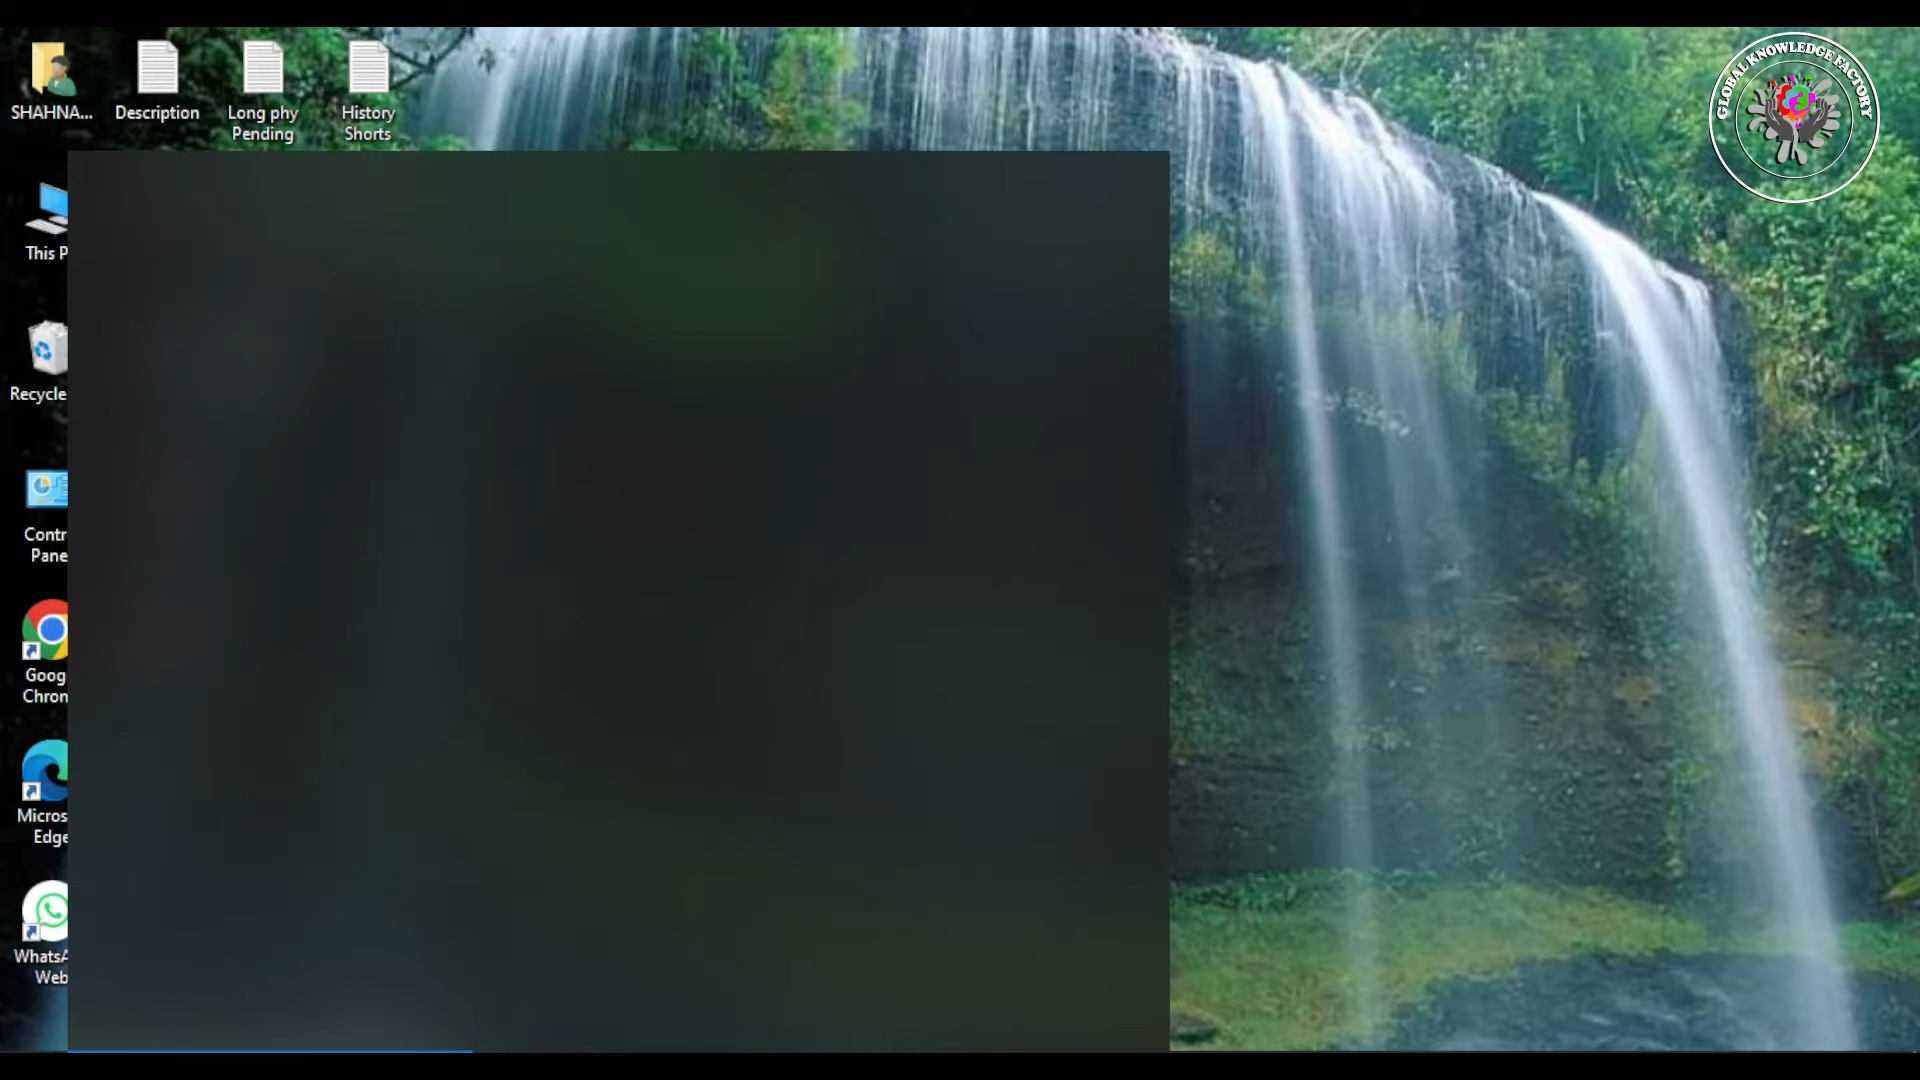 GLOBAL KNOWLEDGE FACTORY
SHAHNA...
Description
Long phy
Pending
History
Shorts
This P
Recycle
Contr
Pane
Goog
Chron
Micros
Edge
WhatsA
Web